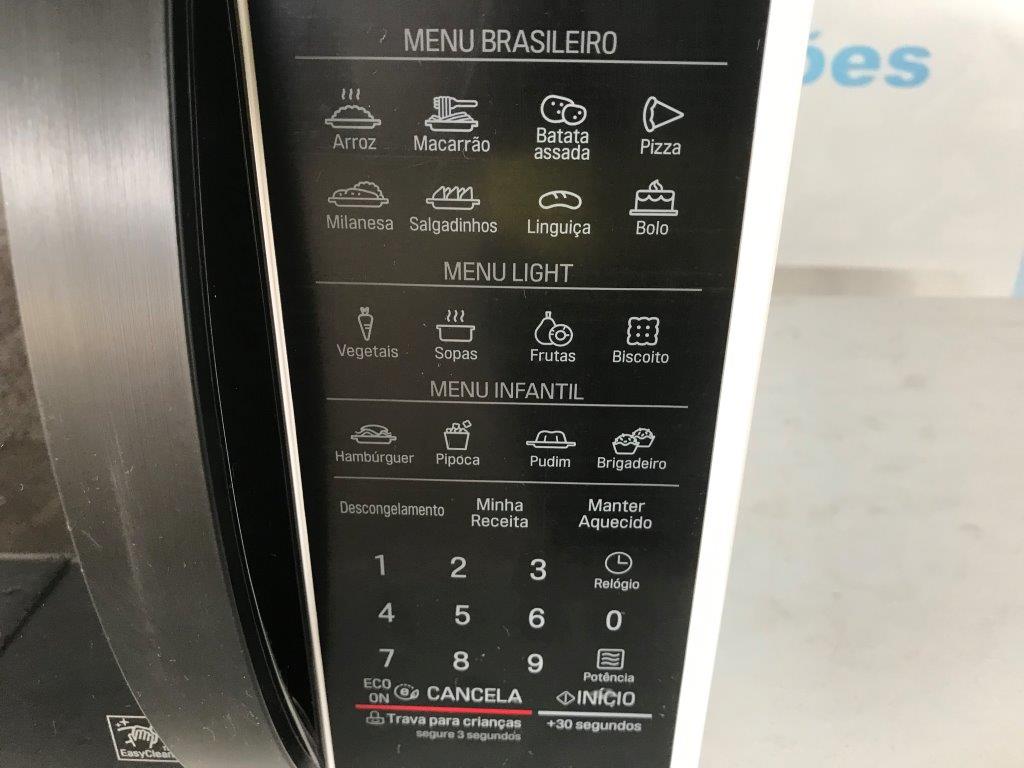 MENU BRASILEIRO
ões
Arroz
Macarrão
Batata
assada
Pizza
Milanesa
Salgadinhos
Linguiça
Bolo
MENU LIGHT
Vegetais
Sopas
Frutas
Biscoito
MENU INFANTIL
Hambúrguer
Pipoca
Pudim
Brigadeiro
Descongelamento
Minha
Receita
Manter
Aquecido
1 2 3
Relógio
4 5 6 0
7 8 9
Potência
ECO
ON
CANCELA
INÍCIO
Trava para crianças
segure 3 segundos
+30 segundos
EasyClean